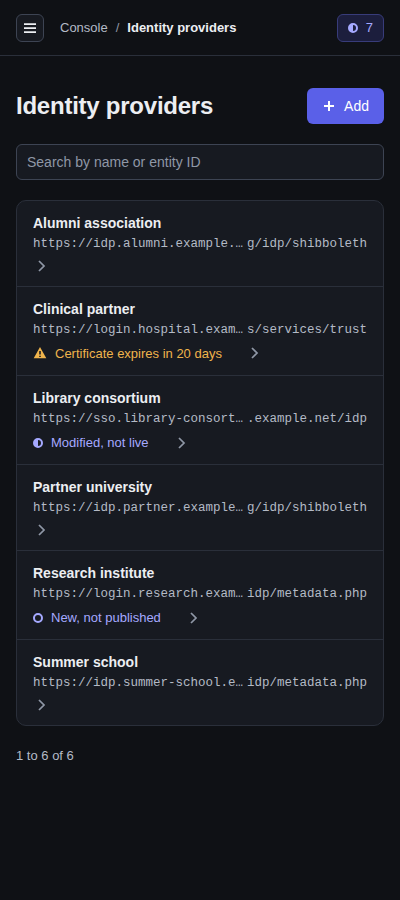 Console / Identity providers
7
Identity providers
Add
Search by name or entity ID
Alumni association
https://idp.alumni.example.… g/idp/shibboleth
Clinical partner
https://login.hospital.exam… s/services/trust
Certificate expires in 20 days
Library consortium
https://sso.library-consort… .example.net/idp
Modified, not live
Partner university
https://idp.partner.example… g/idp/shibboleth
Research institute
https://login.research.exam… idp/metadata.php
New, not published
Summer school
https://idp.summer-school.e… idp/metadata.php
1 to 6 of 6